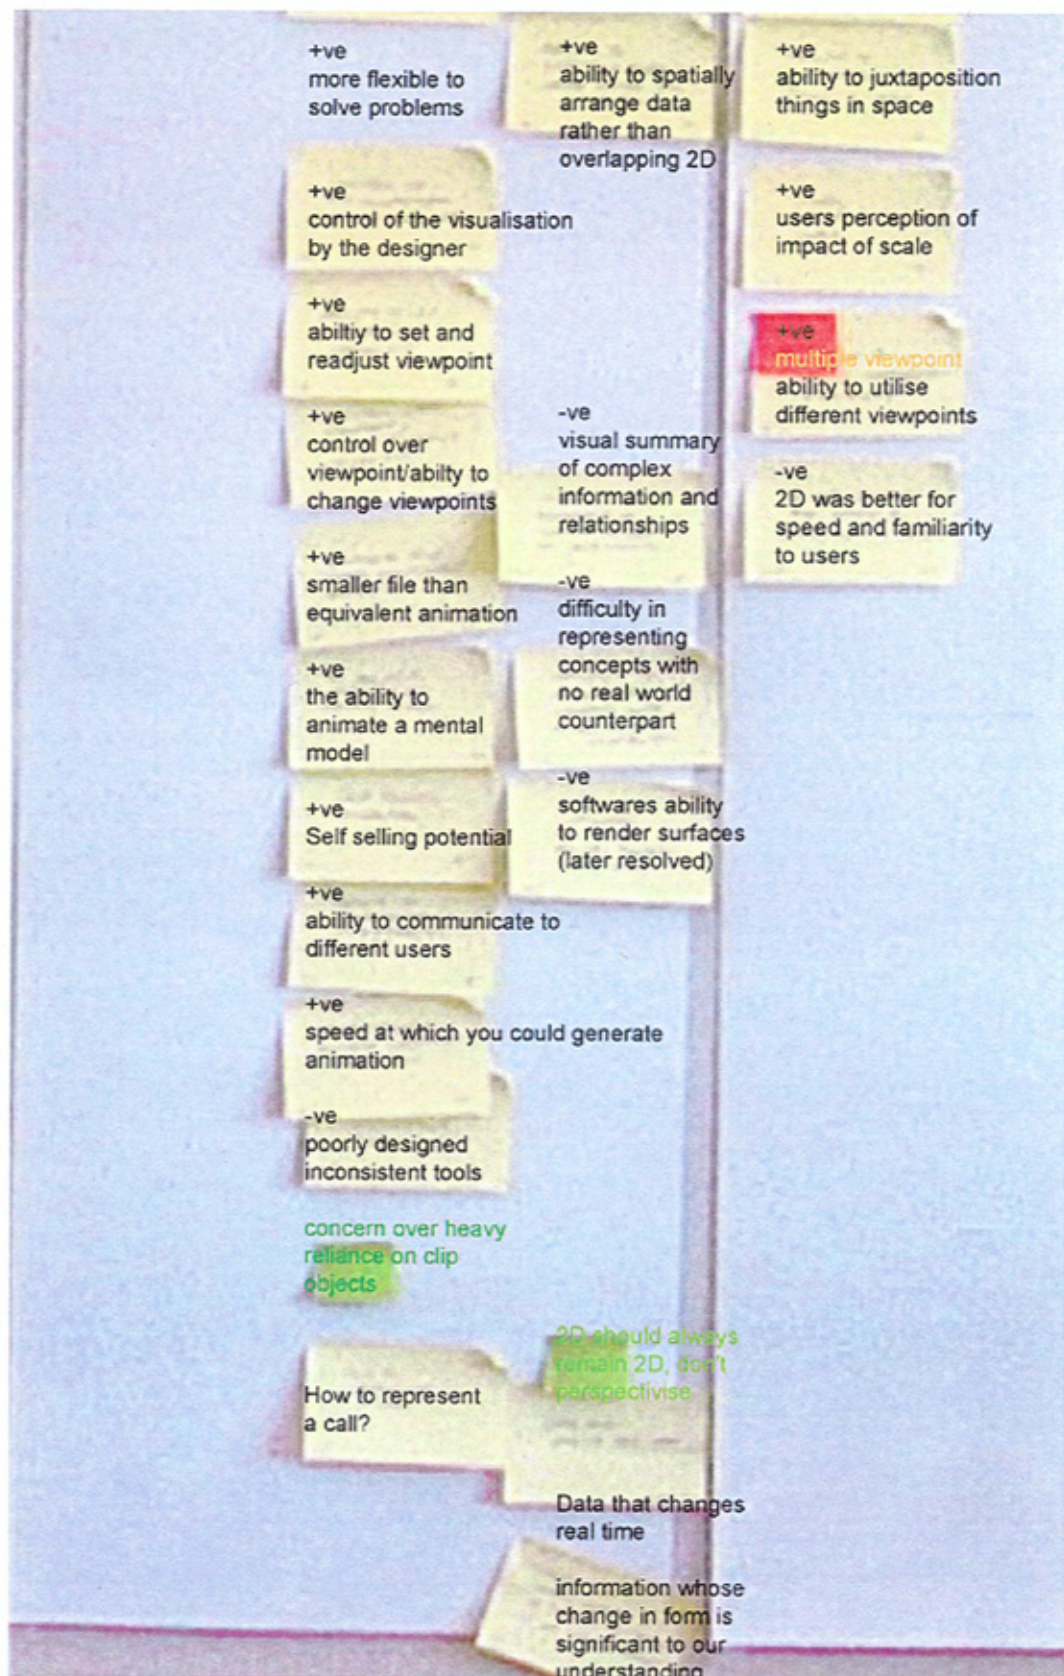 +ve
more flexible to
solve problems
+ve
control of the visualisation
by the designer
+ve
abiltiy to set and
readjust viewpoint
+ve
control over
viewpoint/abilty to
change viewpoints
+ve
smaller file than
equivalent animation
+ve
the ability to
animate a mental
model
+ve
Self selling potential
+ve
ability to communicate to
different users
+ve
speed at which you could generate
animation
-ve
poorly designed
inconsistent tools
concern over heavy
reliance on clip
objects
How to represent
a call?
+ve
ability to spatially
arrange data
rather than
overlapping 2D
-ve
visual summary
of complex
information and
relationships
-ve
difficulty in
representing
concepts with
no real world
counterpart
-ve
softwares ability
to render surfaces
(later resolved)
2D should always
remain 2D, don't
perspectivise
Data that changes
real time
information whose
change in form is
significant to our
understanding
+ve
ability to juxtaposition
things in space
+ve
users perception of
impact of scale
+ve
multiple viewpoint
ability to utilise
different viewpoints
-ve
2D was better for
speed and familiarity
to users